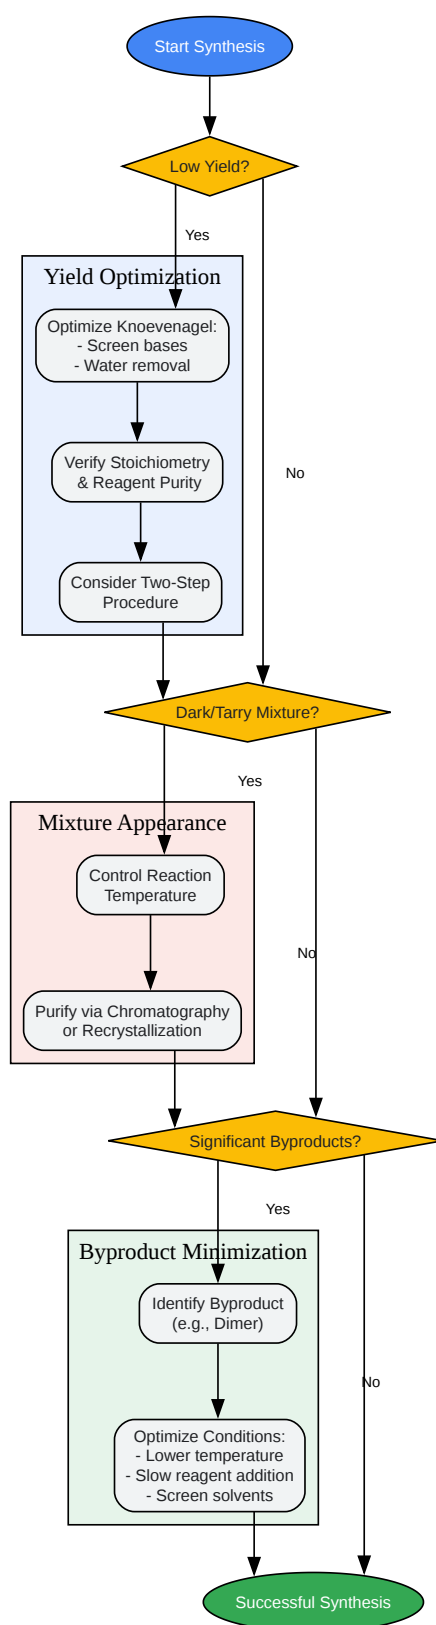 Start Synthesis
Low Yield?
Yes
Yield Optimization
Optimize Knoevenagel:
- Screen bases
- Water removal
Verify Stoichiometry
& Reagent Purity
No
Consider Two-Step
Procedure
Dark/Tarry Mixture?
Yes
Mixture Appearance
Control Reaction
Temperature
No
Purify via Chromatography
or Recrystallization
Significant Byproducts?
Yes
Byproduct Minimization
Identify Byproduct
(e.g., Dimer)
No
Optimize Conditions:
- Lower temperature
- Slow reagent addition
- Screen solvents
Successful Synthesis